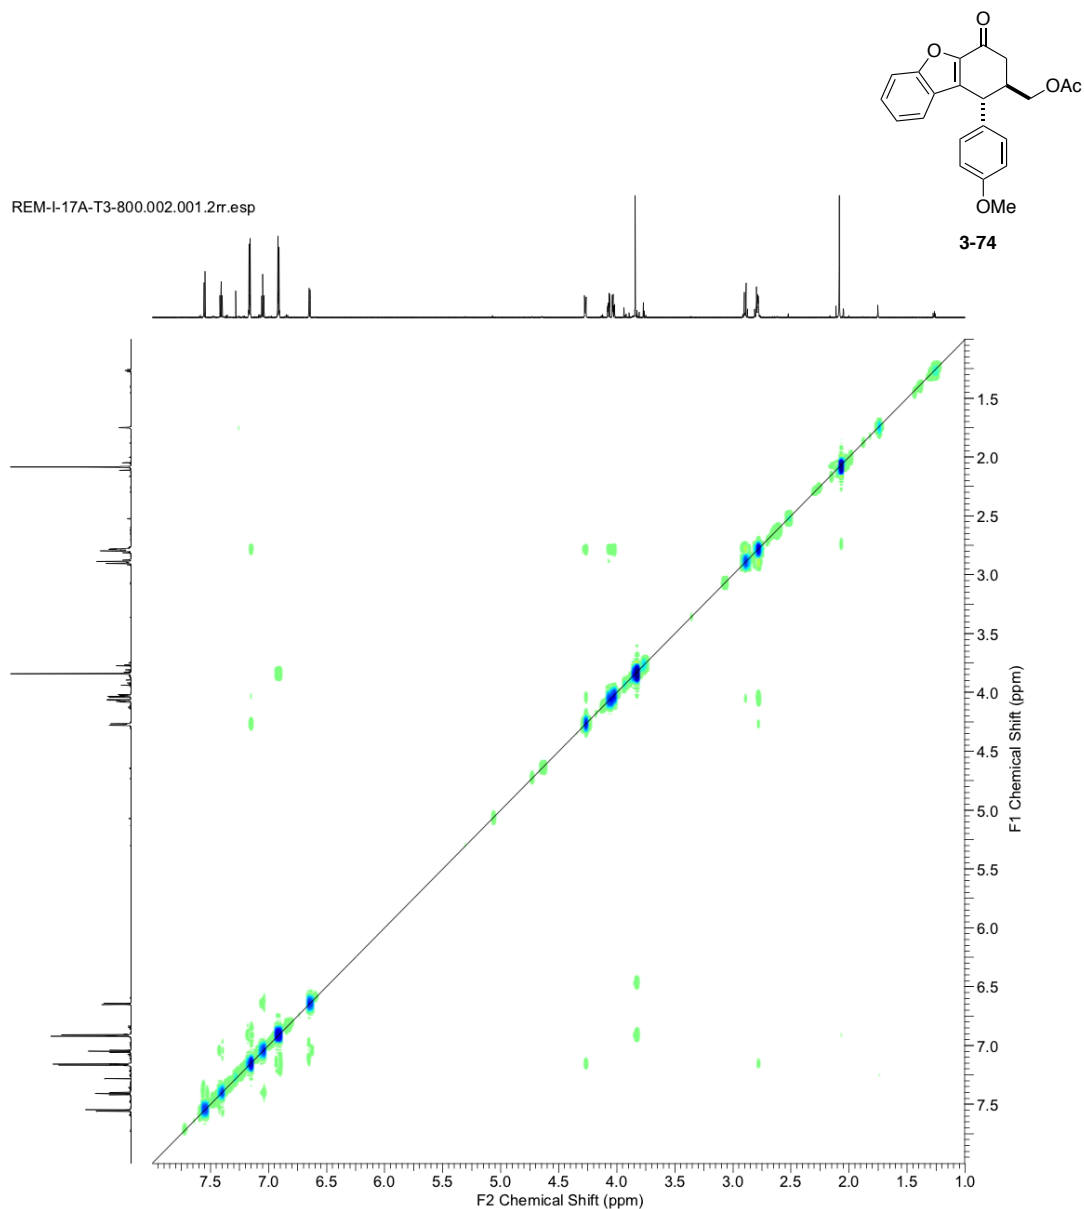 O
O
OAc
OMe
3-74
REM-I-17A-T3-800.002.001.2rr.esp
1.5
2.0
2.5
3.0
3.5
4.0
4.5
5.0
5.5
6.0
6.5
7.0
7.5
F1 Chemical Shift (ppm)
7.5 7.0 6.5 6.0 5.5 5.0 4.5 4.0 3.5 3.0 2.5 2.0 1.5 1.0
F2 Chemical Shift (ppm)